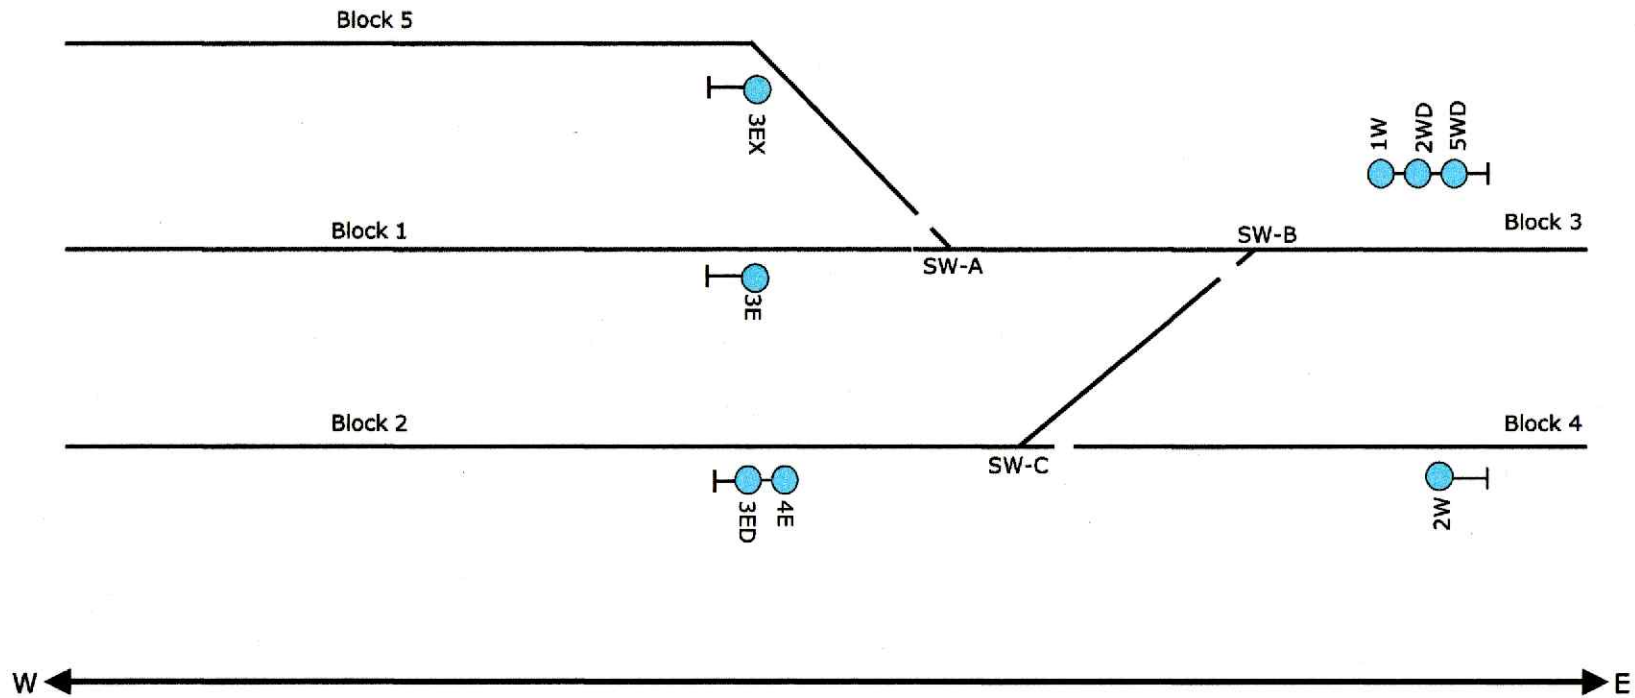 Block 5
3EX
1W
2WD
5WD
Block 1
SW-B
Block 3
SW-A
3E
Block 2
Block 4
SW-C
3ED
4E
2W
W
E